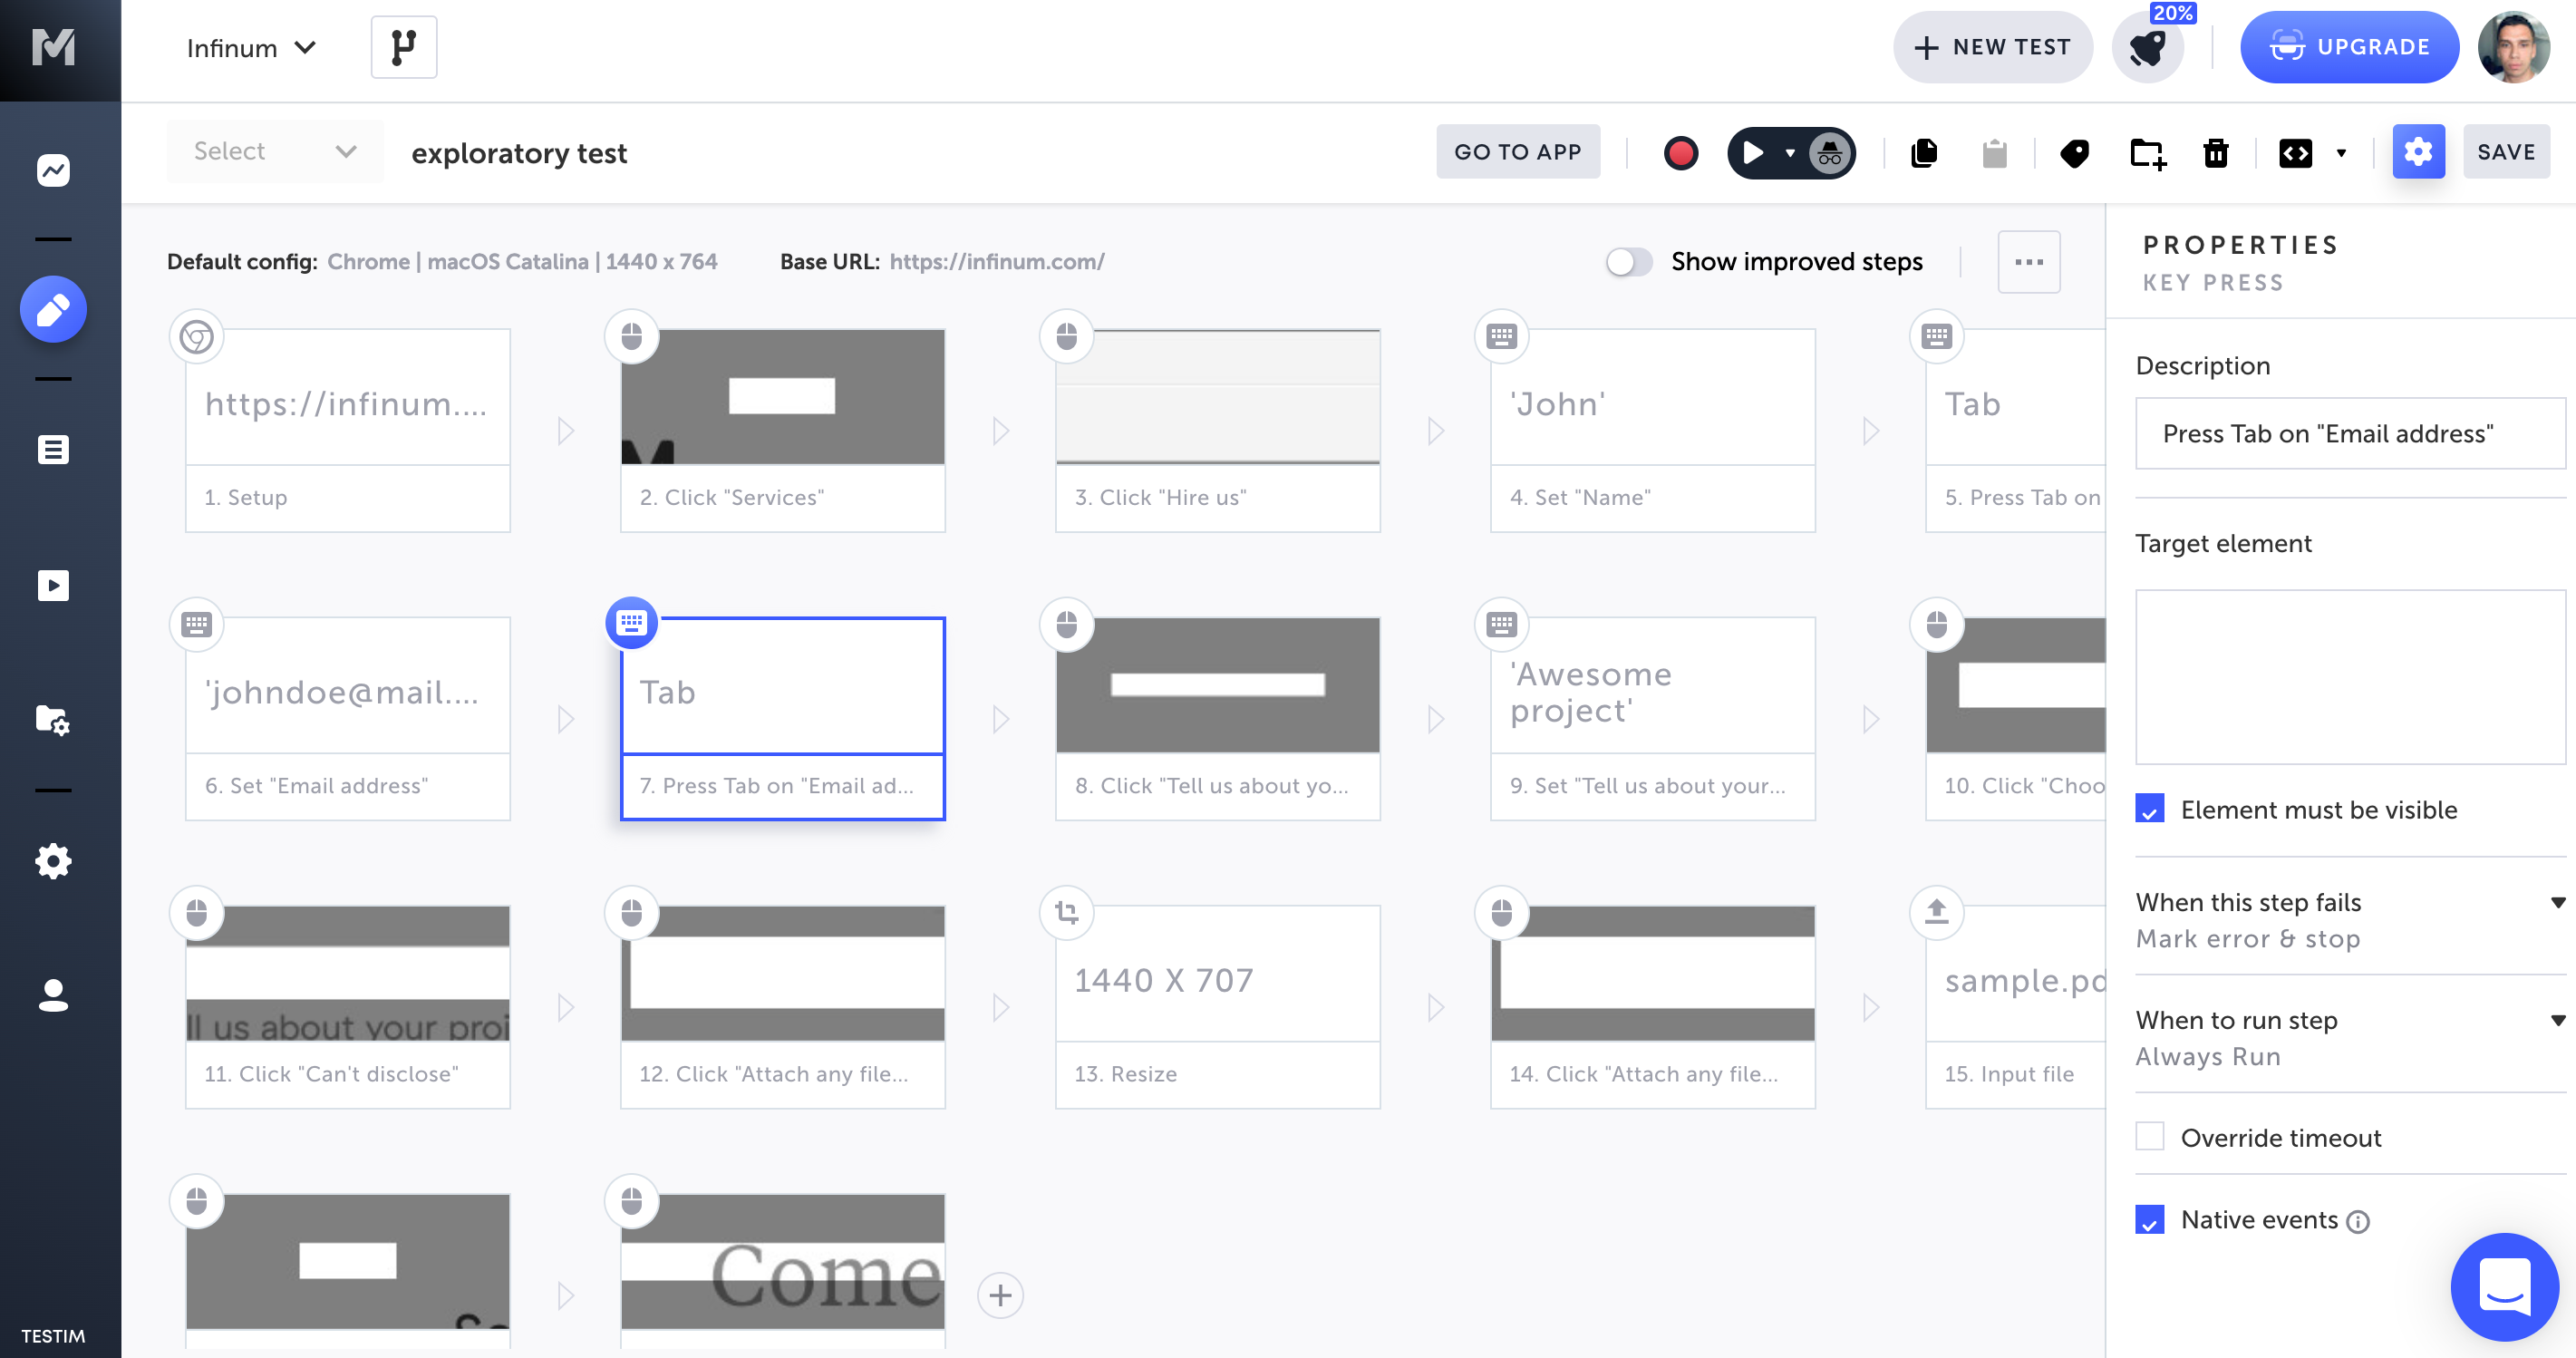 Infinum
NEW TEST
20%
UPGRADE
Select
exploratory test
GO TO APP
SAVE
Default config: Chrome | macOS Catalina | 1440 x 764
Base URL: https://infinum.com/
Show improved steps
https://infinum....
1. Setup
2. Click "Services"
3. Click "Hire us"
'John'
4. Set "Name"
Tab
5. Press Tab on
'johndoe@mail....
6. Set "Email address"
Tab
7. Press Tab on "Email ad...
8. Click "Tell us about yo...
'Awesome
project'
9. Set "Tell us about your...
10. Click "Choo
ll us about your proj
11. Click "Can't disclose"
12. Click "Attach any file...
1440 X 707
13. Resize
14. Click "Attach any file...
sample.pd
15. Input file
Come
PROPERTIES
KEY PRESS
Description
Press Tab on "Email address"
Target element
Element must be visible
When this step fails
Mark error & stop
When to run step
Always Run
Override timeout
Native events
TESTIM